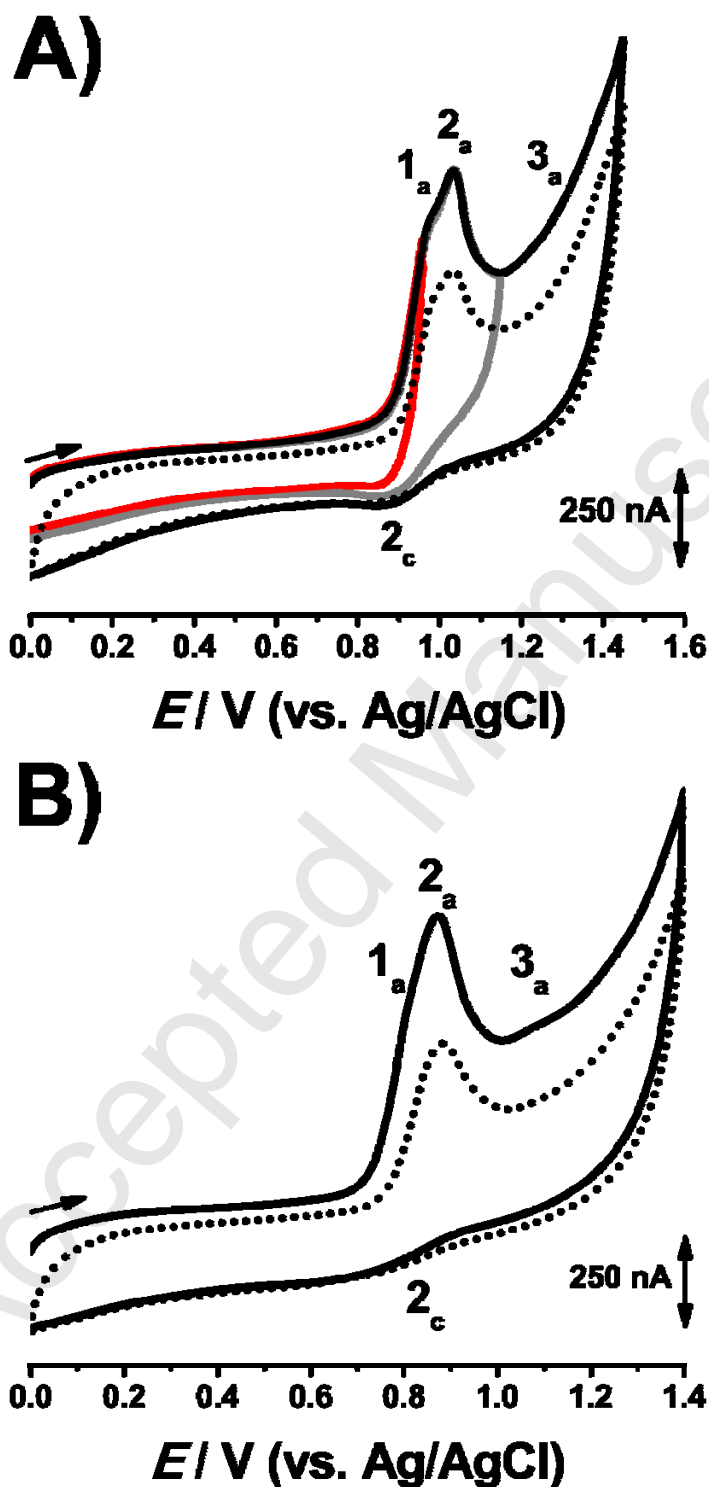 A)
1a
2a
3a
250 nA
2c
0.0 0.2 0.4 0.6 0.8 1.0 1.2 1.4 1.6
E / V (vs. Ag/AgCl)
B)
2a
1a
3a
250 nA
2c
0.0 0.2 0.4 0.6 0.8 1.0 1.2 1.4
E / V (vs. Ag/AgCl)
Accepted Manusc